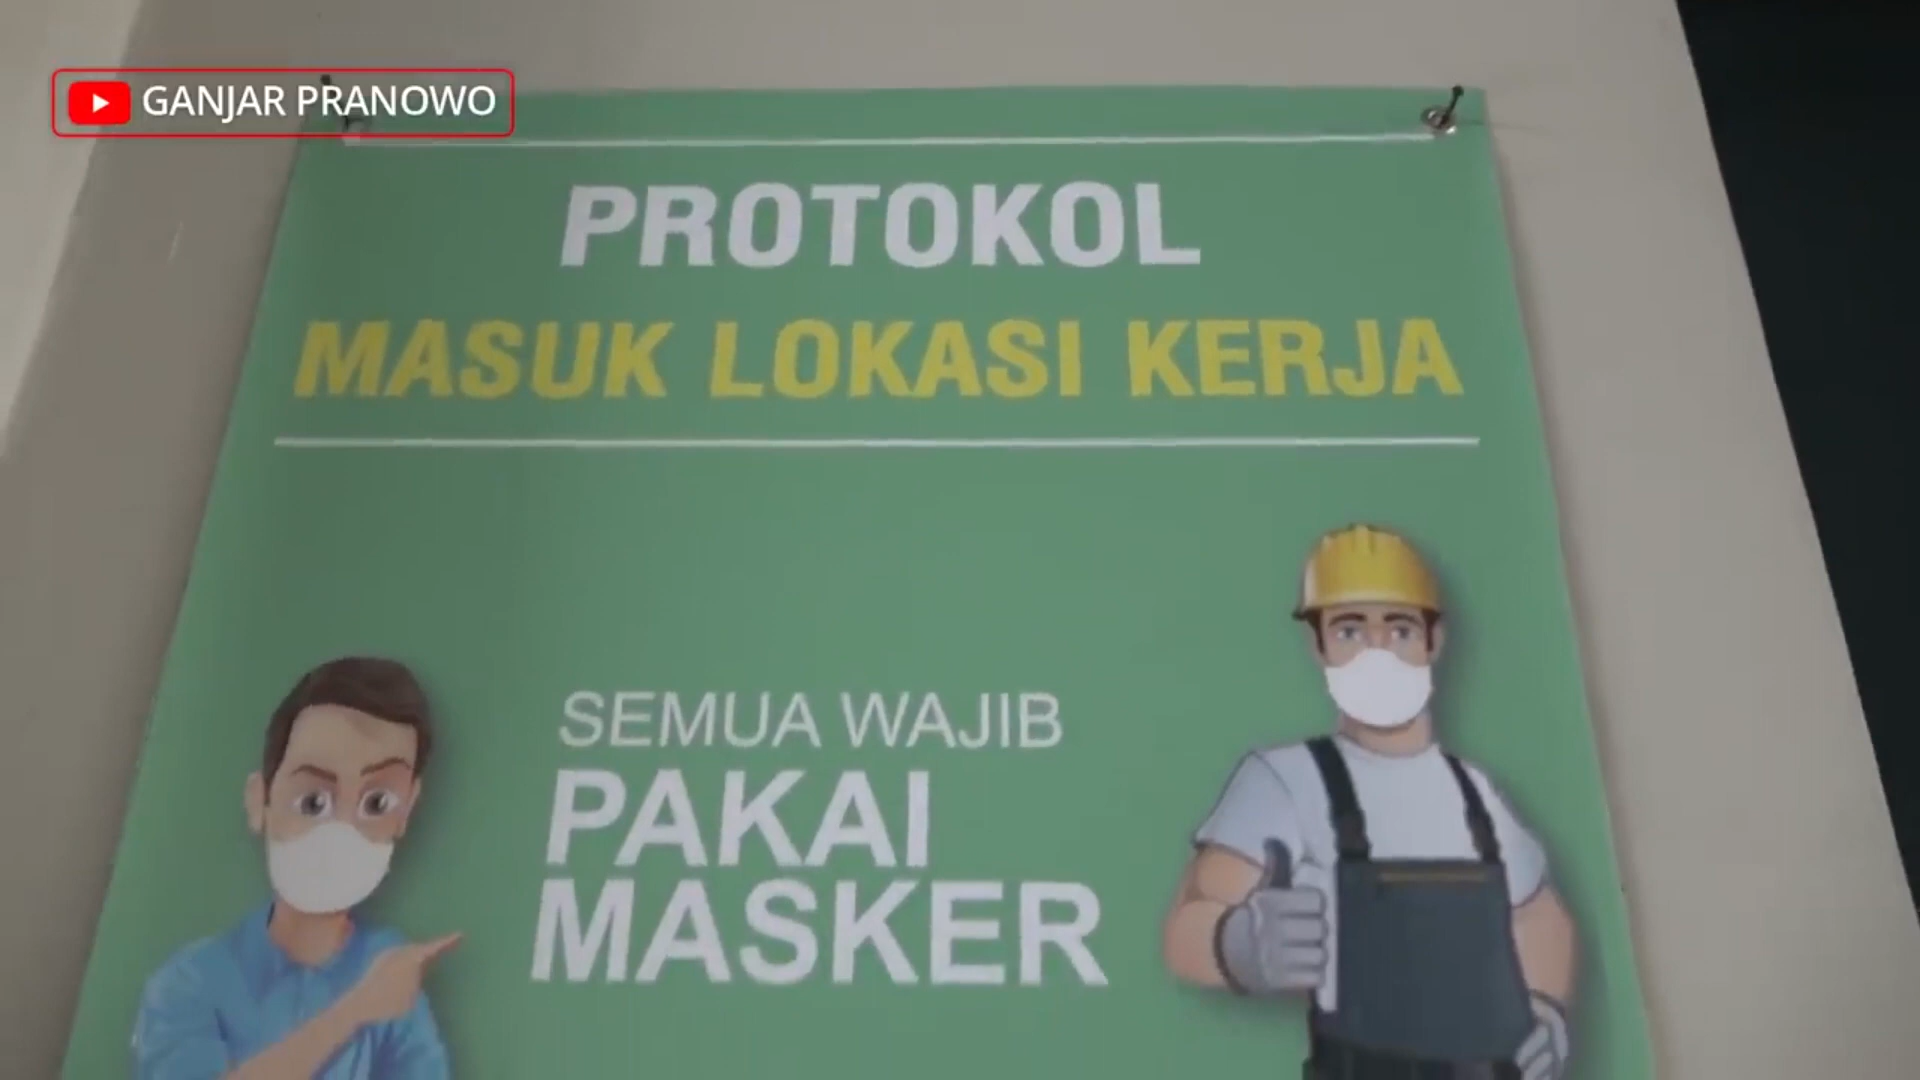 GANJAR PRANOWO
PROTOKOL
MASUK LOKASI KERJA
SEMUA WAJIB
PAKAI
MASKER